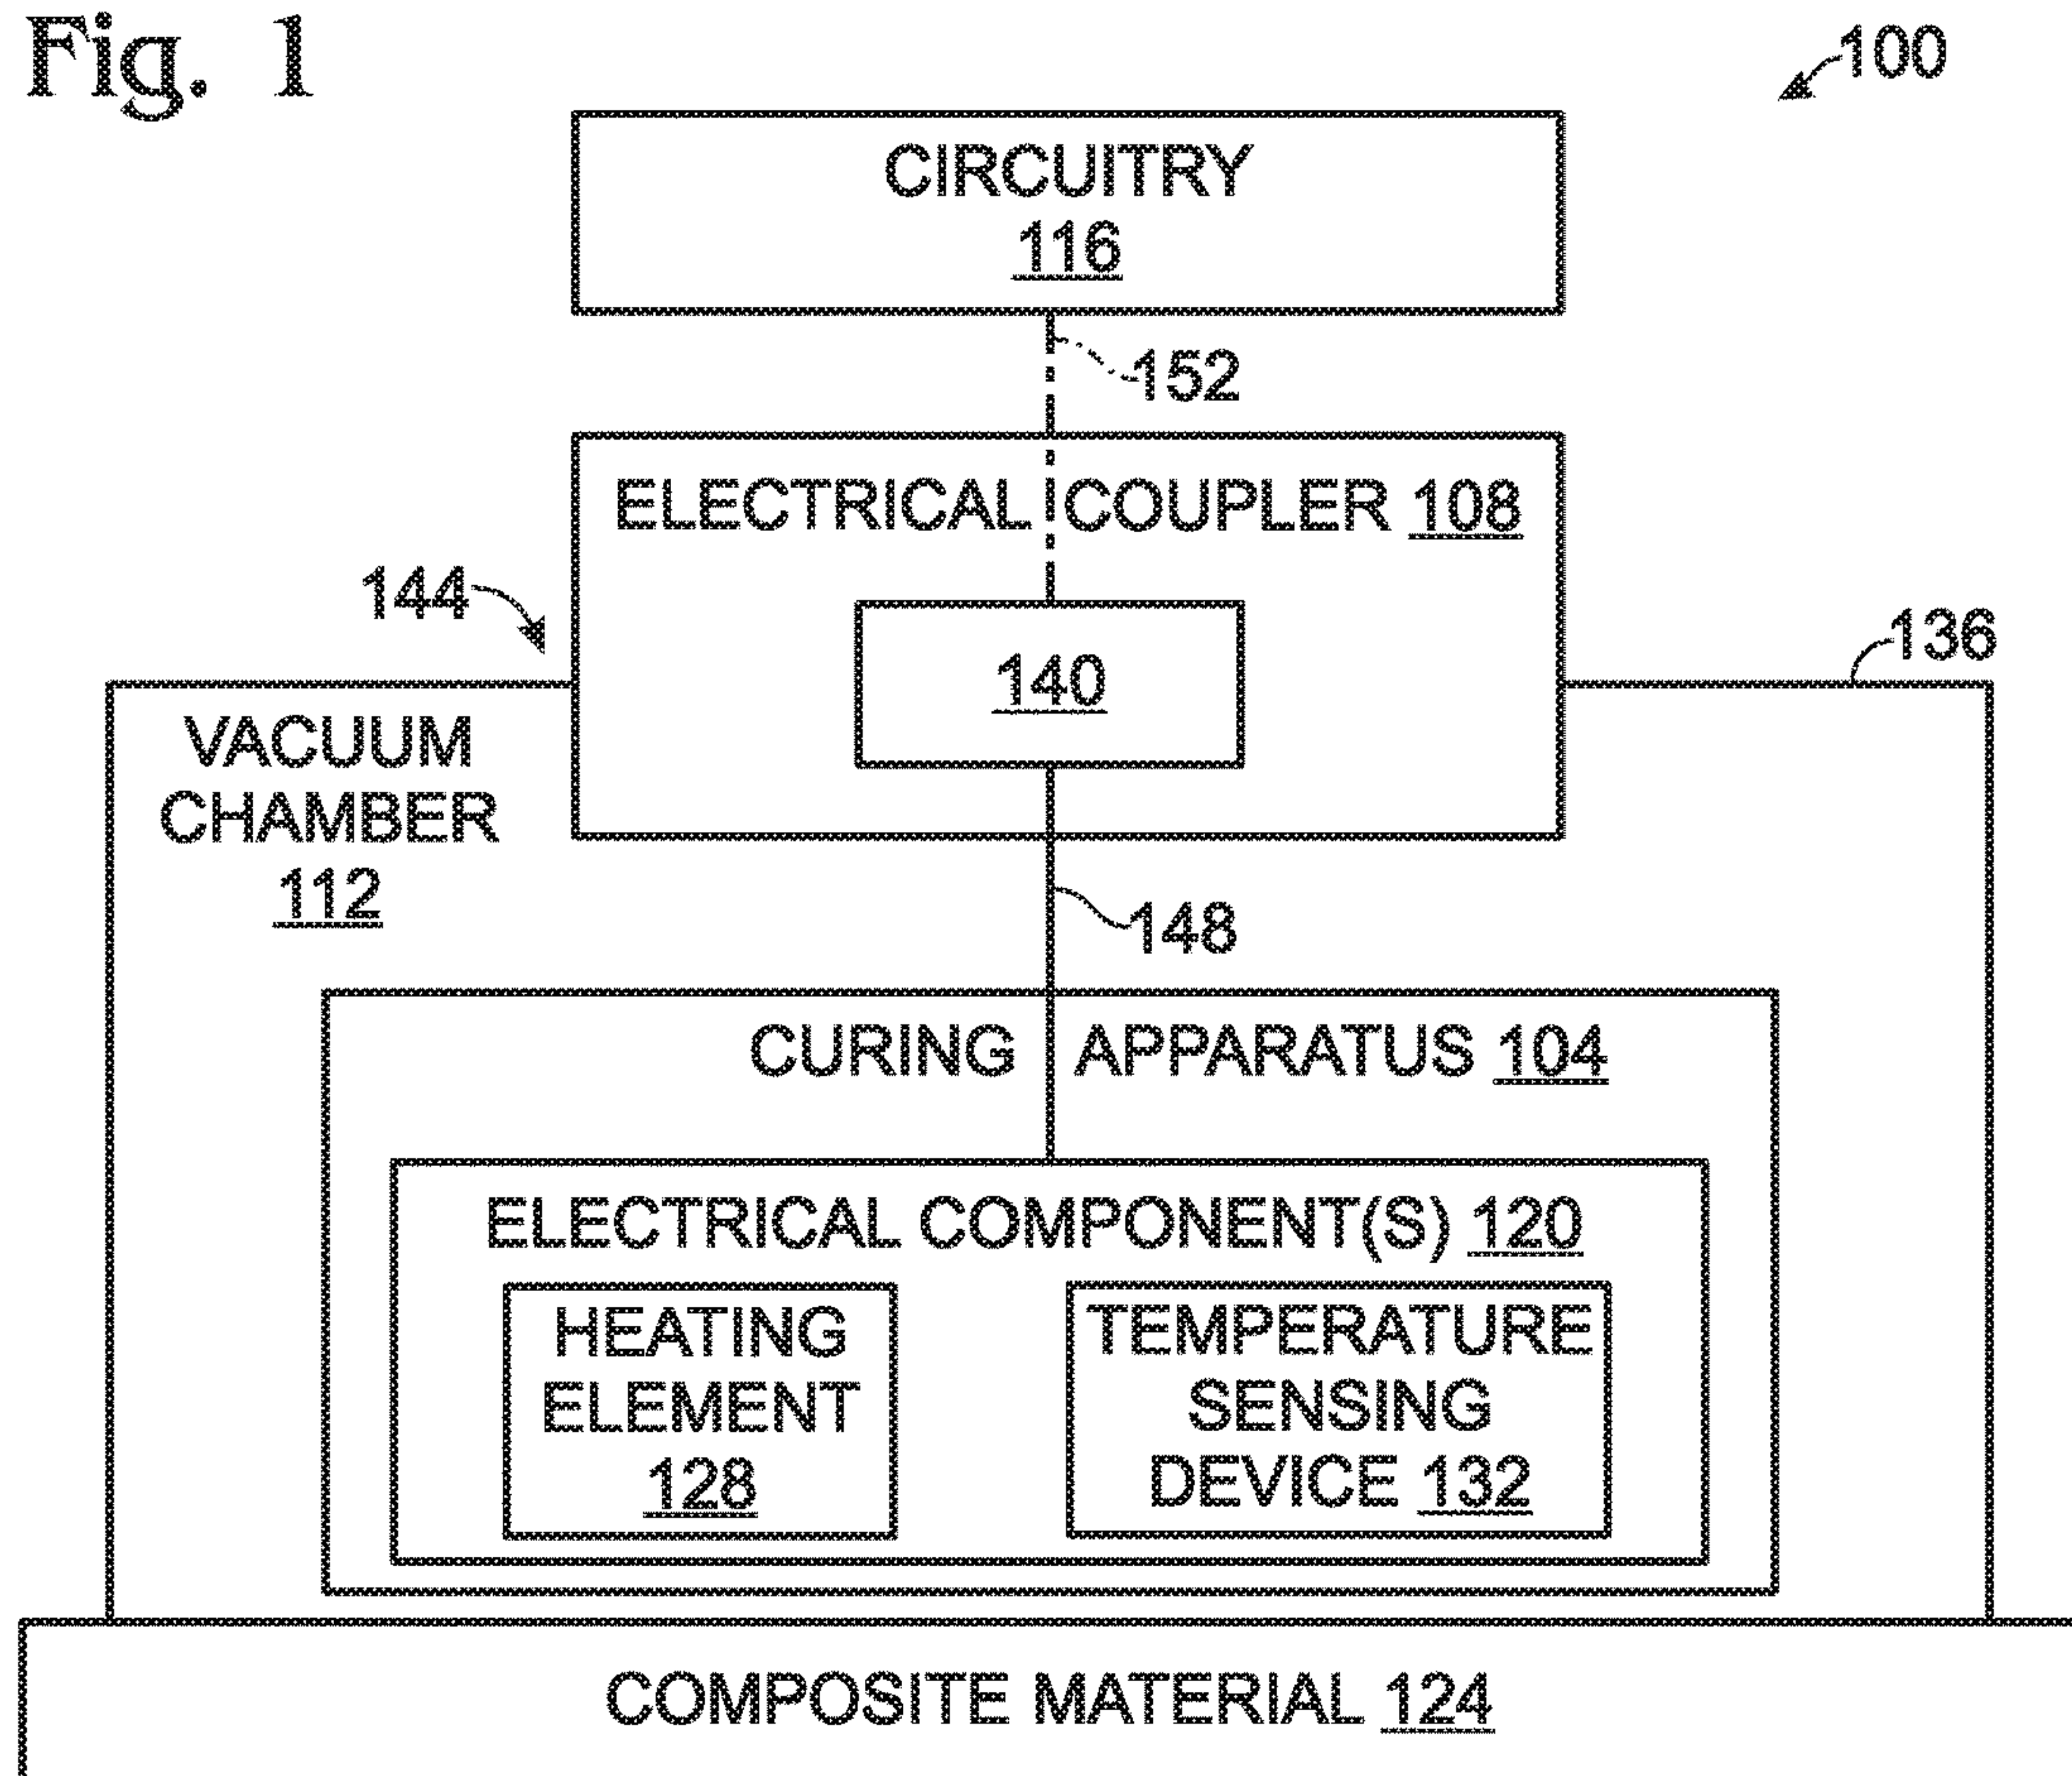 Fig. 1
100
CIRCUITRY
116
152
ELECTRICAL COUPLER 108
144
136
140
VACUUM
CHAMBER
112
148
CURING APPARATUS 104
ELECTRICAL COMPONENT(S) 120
HEATING
ELEMENT
128
TEMPERATURE
SENSING
DEVICE 132
COMPOSITE MATERIAL 124